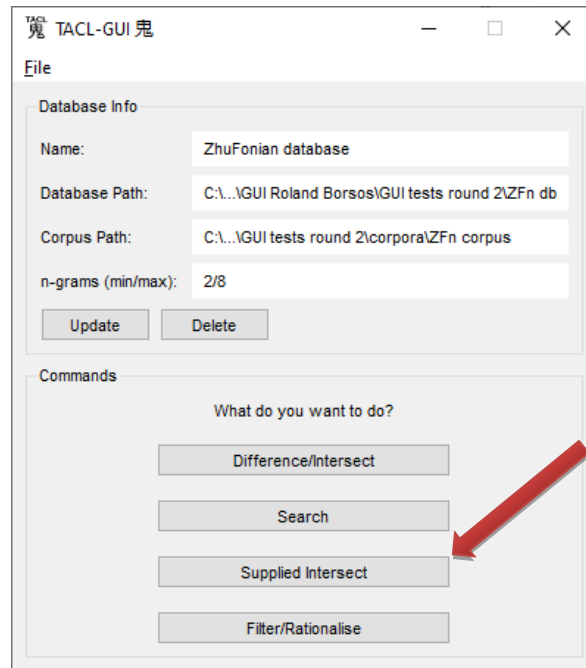 TACL
鬼 TACL-GUI 鬼
File
Database Info
Name: ZhuFonian database
Database Path: C:\...\GUI Roland Borsos\GUI tests round 2\ZFn db
Corpus Path: C:\...\GUI tests round 2\corpora\ZFn corpus
n-grams (min/max): 2/8
Update Delete
Commands
What do you want to do?
Difference/Intersect
Search
Supplied Intersect
Filter/Rationalise